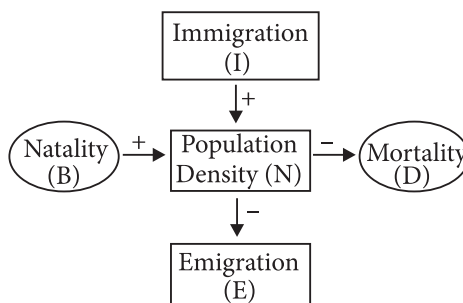 Immigration
(I)
+
Natality
(B)
+
Population
Density (N)
−
Mortality
(D)
−
Emigration
(E)